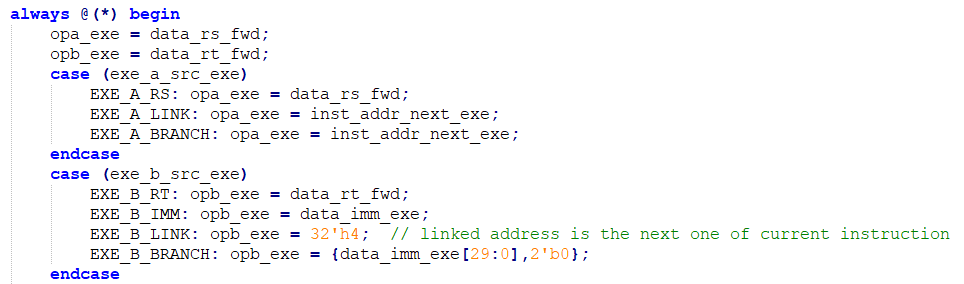 always @(*) begin
    opa_exe = data_rs_fwd;
    opb_exe = data_rt_fwd;
    case (exe_a_src_exe)
        EXE_A_RS: opa_exe = data_rs_fwd;
        EXE_A_LINK: opa_exe = inst_addr_next_exe;
        EXE_A_BRANCH: opa_exe = inst_addr_next_exe;
    endcase
    case (exe_b_src_exe)
        EXE_B_RT: opb_exe = data_rt_fwd;
        EXE_B_IMM: opb_exe = data_imm_exe;
        EXE_B_LINK: opb_exe = 32'h4;  // linked address is the next one of current instruction
        EXE_B_BRANCH: opb_exe = {data_imm_exe[29:0],2'b0};
    endcase